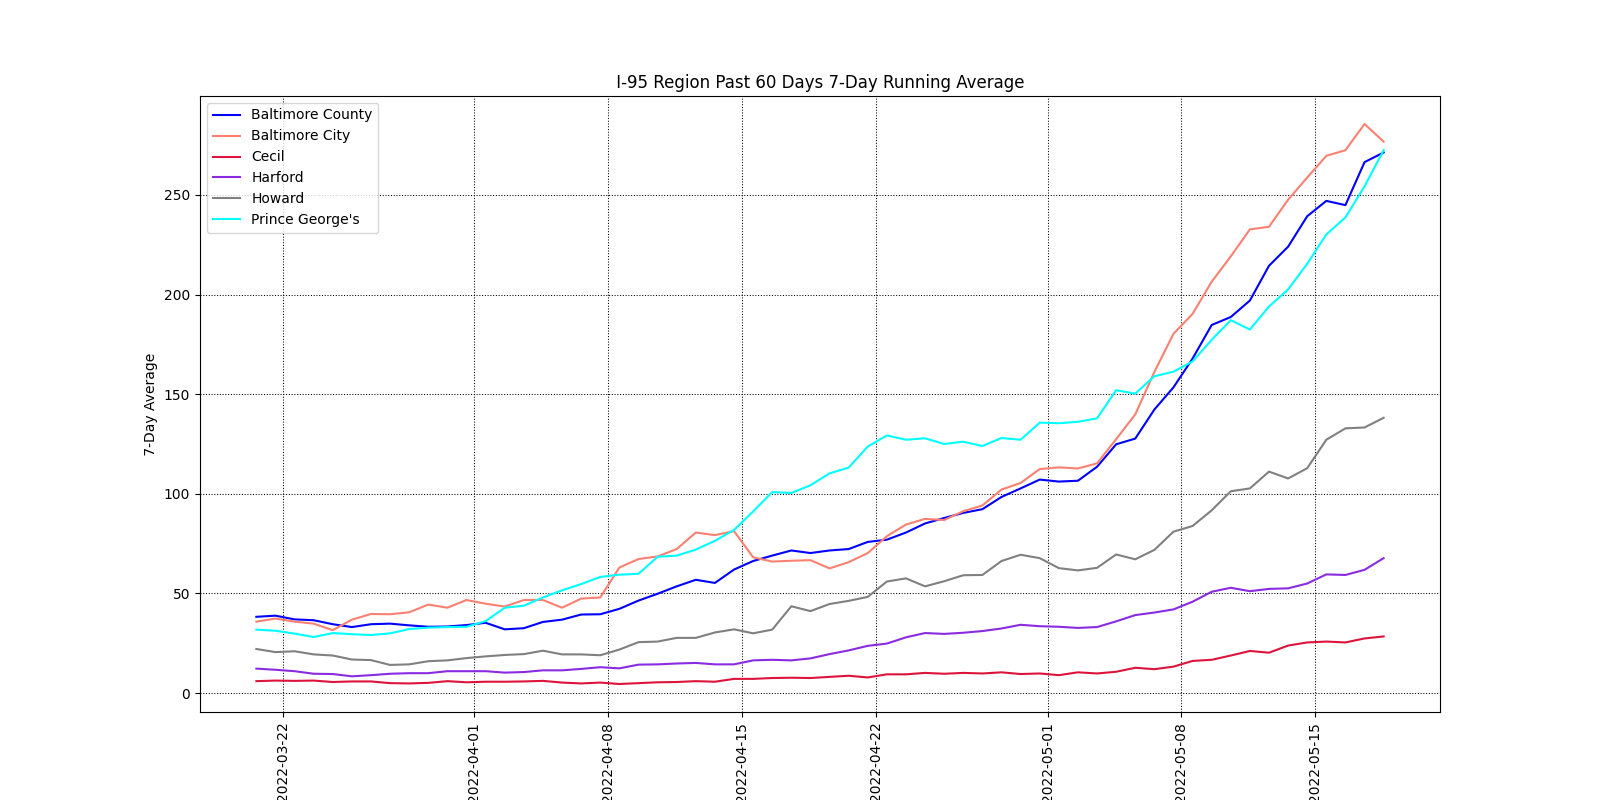 I-95 Region Past 60 Days 7-Day Running Average
Baltimore County
Baltimore City
Cecil
Harford
Howard
Prince George's
7-Day Average
250
200
150
100
50
0
2022-03-22
2022-04-01
2022-04-08
2022-04-15
2022-04-22
2022-05-01
2022-05-08
2022-05-15